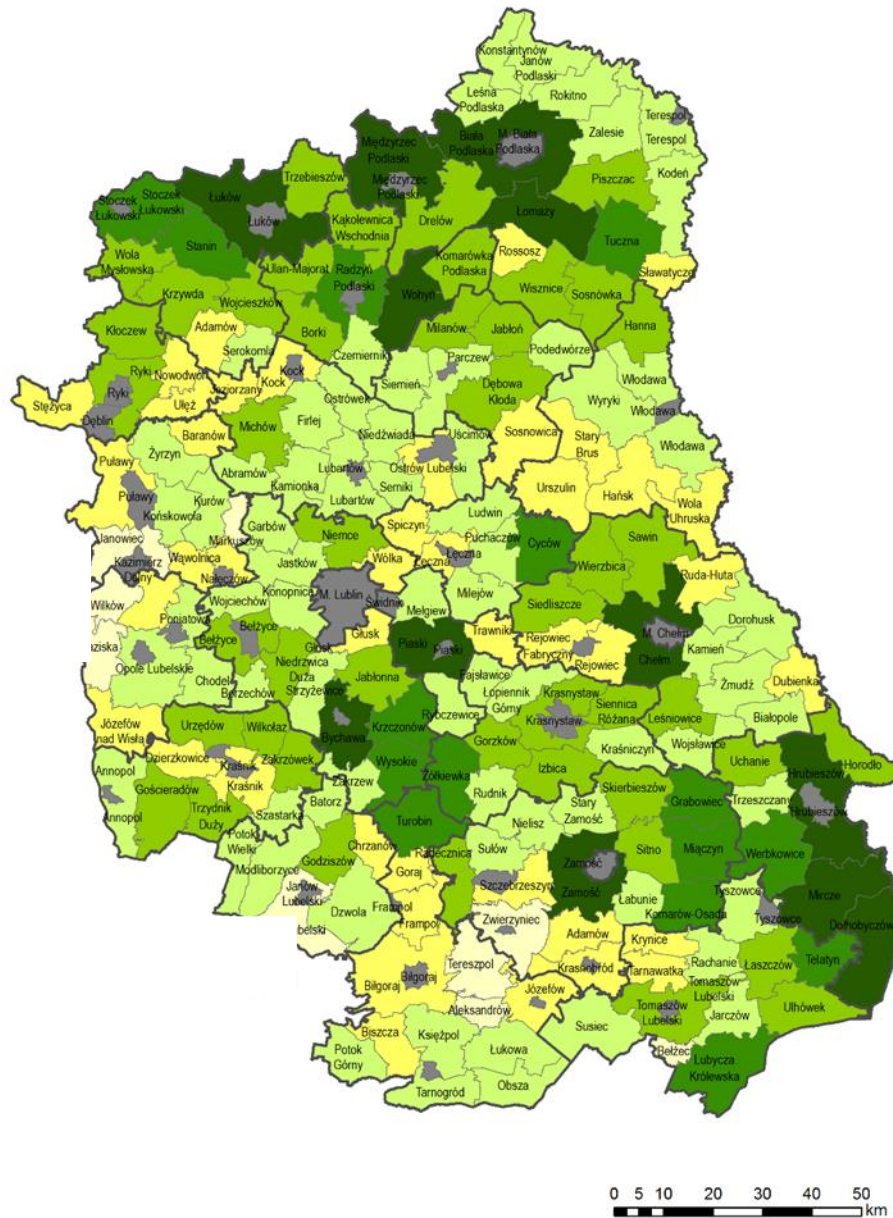 Konstantynów
Janów
Podlaski
Leśna
Podlaska
Rokitno
Terespol
Zalesie
Terespol
Międzyrzec
Podlaski
Biała
Podlaska
M. Biała
Podlaska
Kodeń
Trzebieszów
Międzyrzec
Podlaski
Piszczac
Stoczek
Łukowski
Stoczek
Łukowski
Łuków
Łuków
Kąkolewnica
Wschodnia
Drelów
Łomazy
Tuczna
Stanin
Wola
Mysłowska
Ulan-Majorat
Radzyń
Podlaski
Komarówka
Podlaska
Rossosz
Sławatycze
Krzywda
Wojcieszków
Wohyń
Wisznice
Sosnówka
Kłoczew
Adamów
Borki
Milanów
Jabłoń
Hanna
Serokomla
Czemierniki
Podedwórze
Ryki
Nowodwór
Jeziorzany
Kock
Kock
Siemień
Parczew
Stężyca
Ryki
Ułęż
Ostrówek
Dębowa
Kłoda
Wyryki
Włodawa
Dęblin
Michów
Firlej
Włodawa
Baranów
Niedźwiada
Uścimów
Sosnowica
Stary
Brus
Włodawa
Puławy
Żyrzyn
Abramów
Lubartów
Ostrów Lubelski
Kamionka
Serniki
Urszulin
Hańsk
Puławy
Kurów
Lubartów
Wola
Uhruska
Końskowola
Markuszów
Garbów
Niemce
Spiczyn
Ludwin
Janowiec
Puchaczów
Cyców
Sawin
Kazimierz
Dolny
Wąwolnica
Jastków
Wólka
Łęczna
Łęczna
Wierzbica
Nałęczów
Ruda-Huta
Wilków
Wojciechów
Konopnica
M. Lublin
Świdnik
Milejów
Siedliszcze
Poniatowa
Mełgiew
Dorohusk
Bełżyce
Bełżyce
Głusk
Głusk
Piaski
Piaski
Trawniki
Rejowiec
Fabryczny
Rejowiec
M. Chełm
Chełm
Kamień
Opole Lubelskie
Niedrzwica
Duża
Chodel
Borzechów
Strzyżewice
Jabłonna
Fajsławice
Żmudź
Dubienka
Łopiennik
Górny
Krasnystaw
Siennica
Różana
Józefów
nad Wisłą
Rybczewice
Leśniowice
Białopole
Urzędów
Wilkołaz
Bychawa
Krzczonów
Krasnystaw
Gorzków
Kraśniczyn
Wojsławice
Dzierzkowice
Kraśnik
Zakrzówek
Wysokie
Żółkiewka
Izbica
Uchanie
Horodło
Annopol
Kraśnik
Zakrzew
Hrubieszów
Gościeradów
Batorz
Rudnik
Skierbieszów
Grabowiec
Trzeszczany
Hrubieszów
Annopol
Trzydnik
Duży
Szastarka
Turobin
Stary
Zamość
Nielisz
Potok
Wielki
Godziszów
Chrzanów
Radecznica
Sułów
Sitno
Miączyn
Werbkowice
Modliborzyce
Goraj
Zamość
Zamość
Mircze
Janów
Lubelski
Szczebrzeszyn
Łabunie
Tyszowce
Tyszowce
Dzwola
Frampol
Frampol
Zwierzyniec
Komarów-Osada
Dołhobyczów
Adamów
Krynice
Telatyn
Krasnobród
Tarnawatka
Rachanie
Łaszczów
Biłgoraj
Biłgoraj
Tereszpol
Tomaszów
Lubelski
Józefów
Tomaszów
Lubelski
Jarczów
Ulhówek
Aleksandrów
Susiec
Biszcza
Księżpol
Łukowa
Bełżec
Potok
Górny
Lubycza
Królewska
Tarnogród
Obsza
0 5 10 20 30 40 50
km